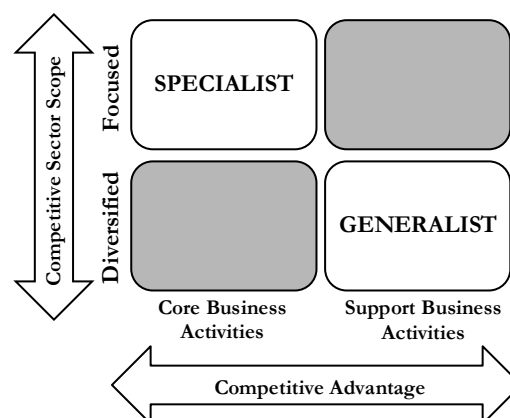 Competitive Sector Scope
Focused
SPECIALIST
Diversified
GENERALIST
Core Business
Activities
Support Business
Activities
Competitive Advantage